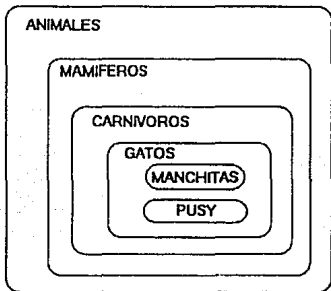 ANIMALES
MAMIFEROS
CARNIVOROS
GATOS
MANCHITAS
PUSY